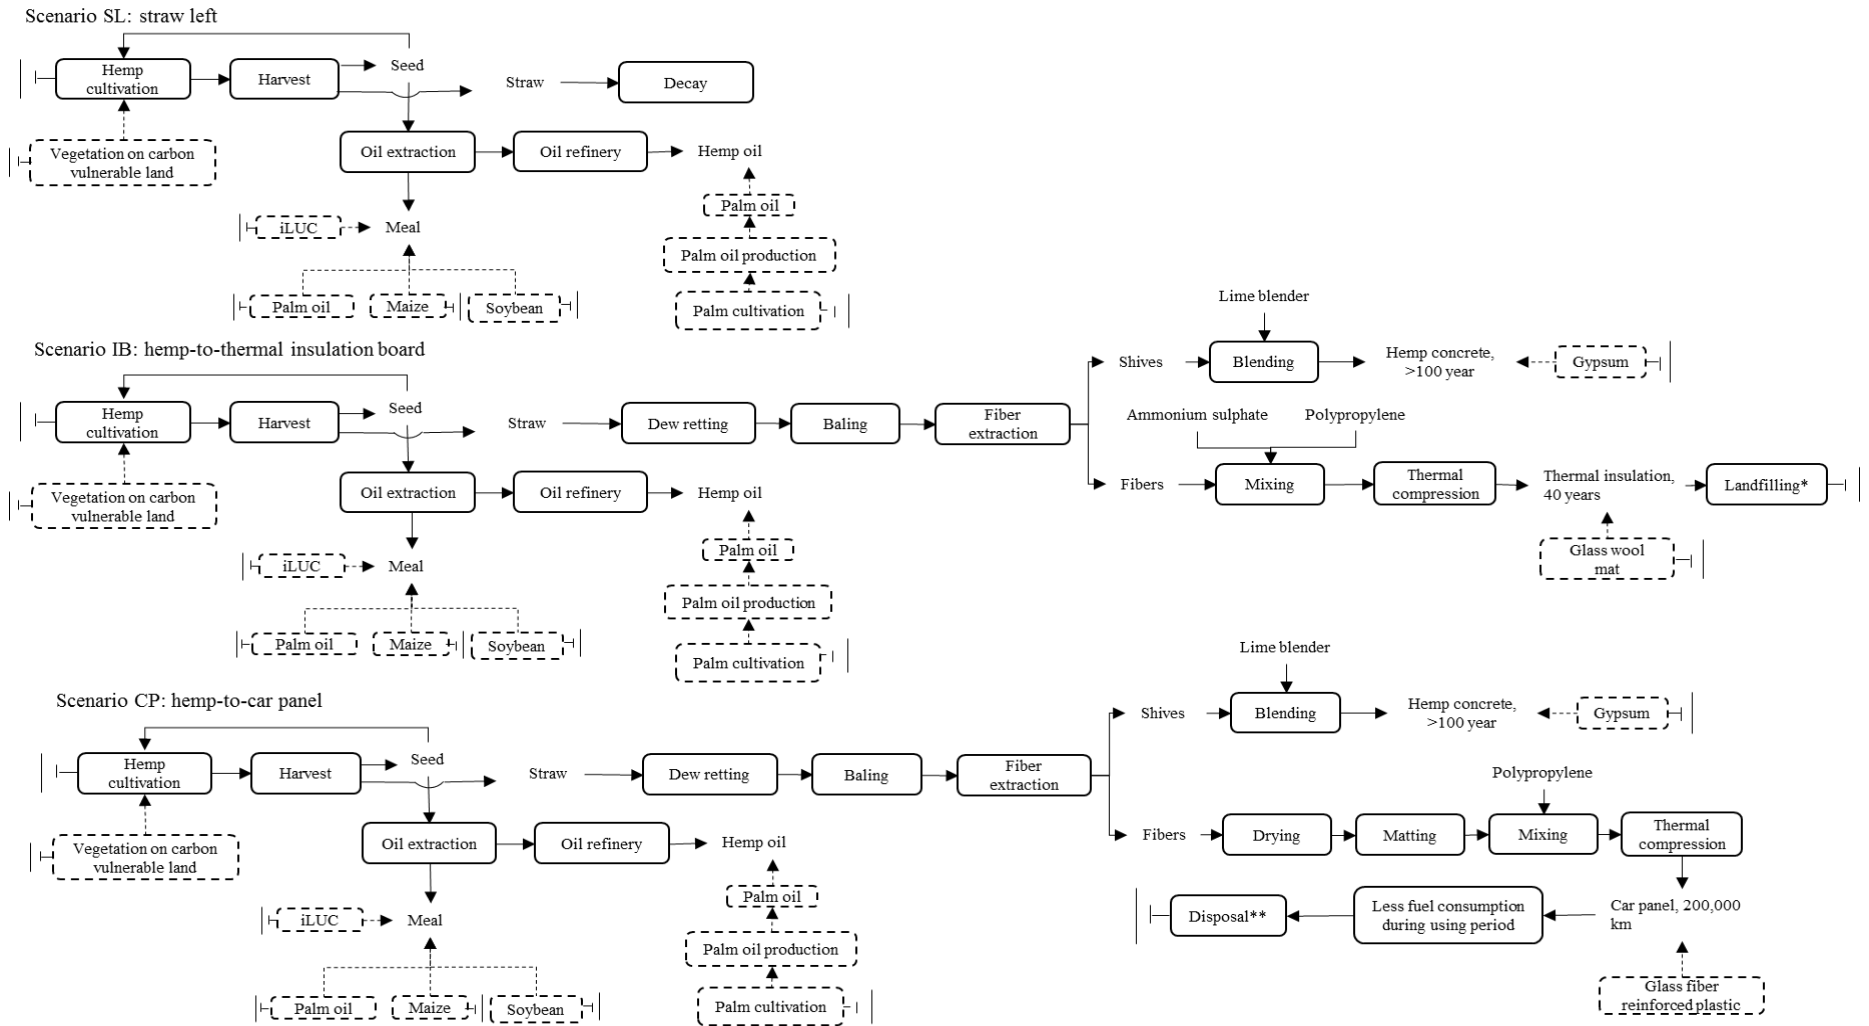 Scenario SL: straw left
Hemp
cultivation
Harvest
Seed
Straw
Decay
Vegetation on carbon
vulnerable land
Oil extraction
Oil refinery
Hemp oil
Palm oil
iLUC
Meal
Palm oil production
Palm oil
Maize
Soybean
Palm cultivation
Scenario IB: hemp-to-thermal insulation board
Hemp
cultivation
Harvest
Seed
Straw
Dew retting
Baling
Fiber
extraction
Lime blender
Shives
Blending
Hemp concrete,
>100 year
Gypsum
Ammonium sulphate
Polypropylene
Fibers
Mixing
Thermal
compression
Thermal insulation,
40 years
Landfilling*
Glass wool
mat
Vegetation on carbon
vulnerable land
Oil extraction
Oil refinery
Hemp oil
Palm oil
iLUC
Meal
Palm oil production
Palm oil
Maize
Soybean
Palm cultivation
Scenario CP: hemp-to-car panel
Hemp
cultivation
Harvest
Seed
Straw
Dew retting
Baling
Fiber
extraction
Lime blender
Shives
Blending
Hemp concrete,
>100 year
Gypsum
Polypropylene
Fibers
Drying
Matting
Mixing
Thermal
compression
Disposal**
Less fuel consumption
during using period
Car panel, 200,000
km
Glass fiber
reinforced plastic
Vegetation on carbon
vulnerable land
Oil extraction
Oil refinery
Hemp oil
Palm oil
iLUC
Meal
Palm oil production
Palm oil
Maize
Soybean
Palm cultivation